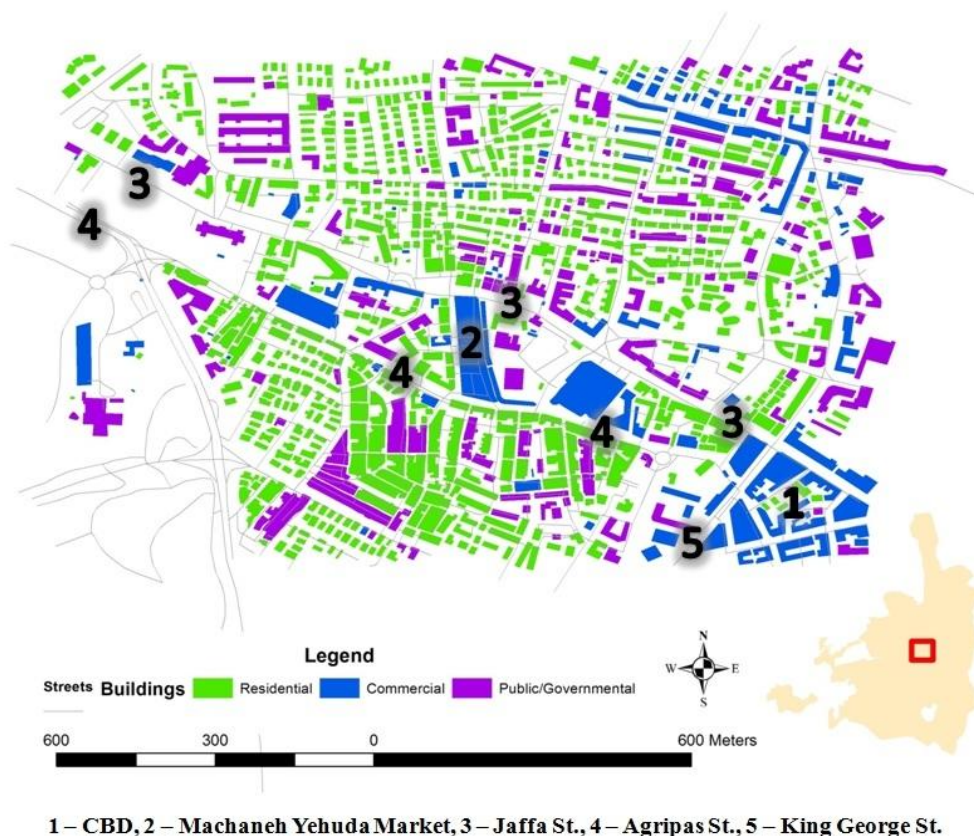 3
4
3
2
4
3
4
1
5
N
W E
S
Legend
Streets Buildings Residential Commercial Public/Governmental
600 300 0 600 Meters
1 – CBD, 2 – Machaneh Yehuda Market, 3 – Jaffa St., 4 – Agripas St., 5 – King George St.